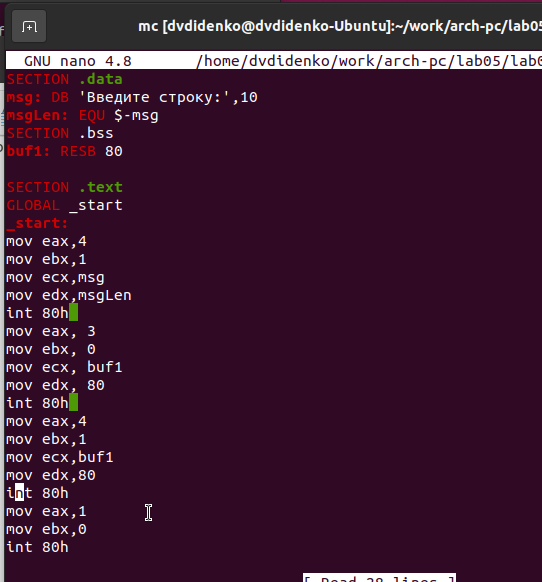 mc [dvdidenko@dvdidenko-Ubuntu]:~/work/arch-pc/lab05
GNU nano 4.8 /home/dvdidenko/work/arch-pc/lab05/lab0
SECTION .data
msg: DB 'Введите строку:',10
msgLen: EQU $-msg
SECTION .bss
buf1: RESB 80
SECTION .text
GLOBAL _start
_start:
mov eax,4
mov ebx,1
mov ecx,msg
mov edx,msgLen
int 80h
mov eax, 3
mov ebx, 0
mov ecx, buf1
mov edx, 80
int 80h
mov eax,4
mov ebx,1
mov ecx,buf1
mov edx,80
int 80h
mov eax,1
mov ebx,0
int 80h
[ Read 28 lines ]